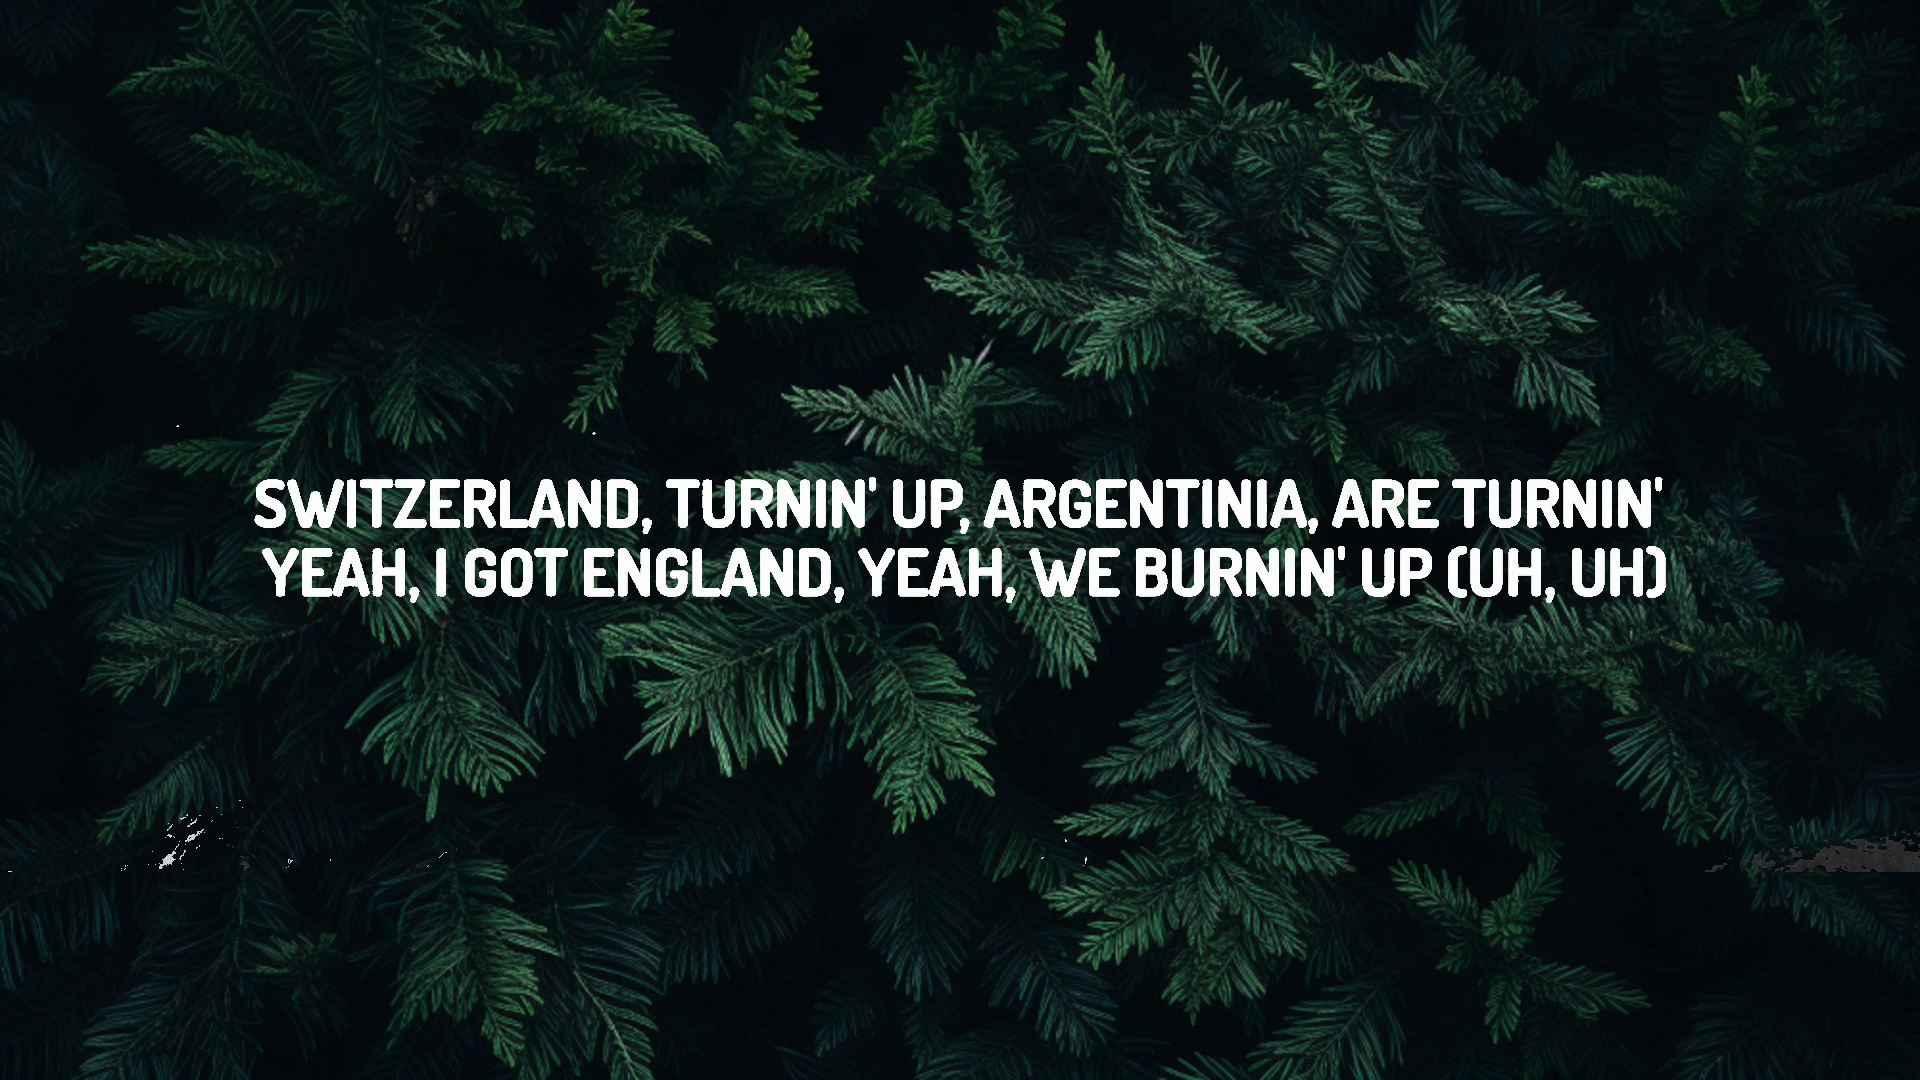 SWITZERLAND, TURNIN' UP, ARGENTINIA, ARE TURNIN'
YEAH, I GOT ENGLAND, YEAH, WE BURNIN' UP (UH, UH)